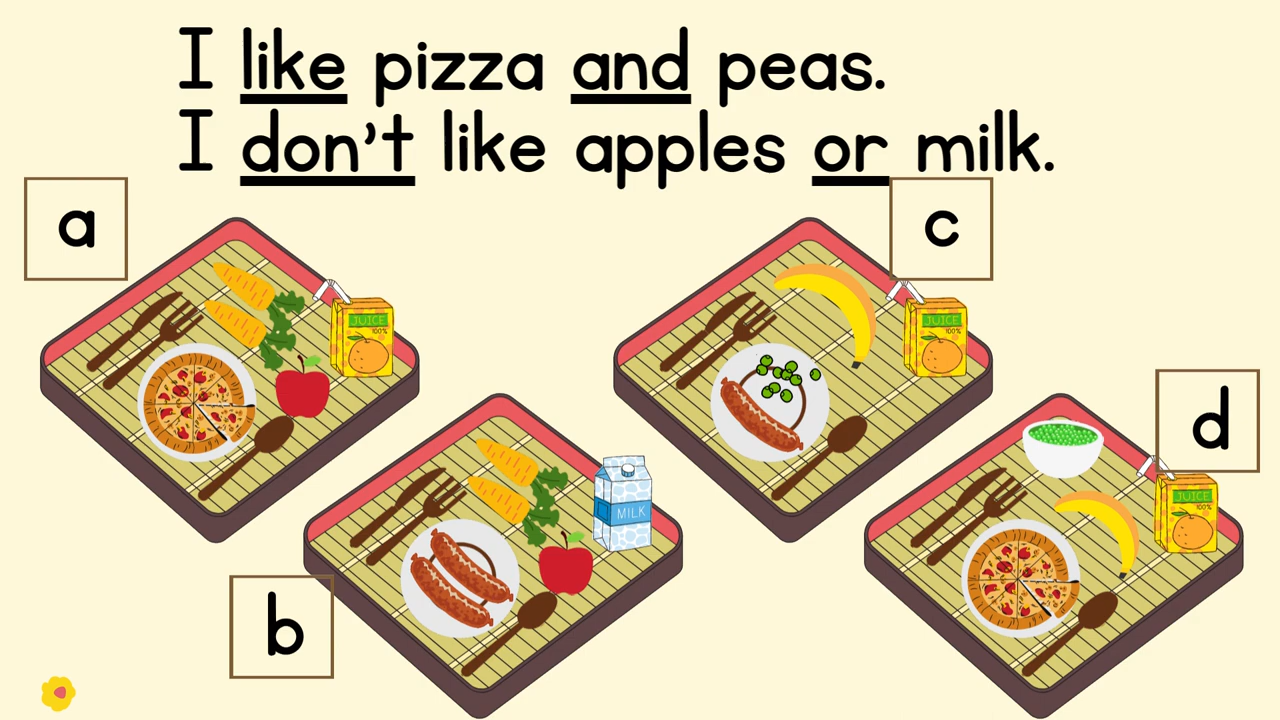 I like pizza and peas.
I don't like apples or milk.
a
c
JUICE
100%
JUICE
100%
d
MILK
JUICE
100%
b